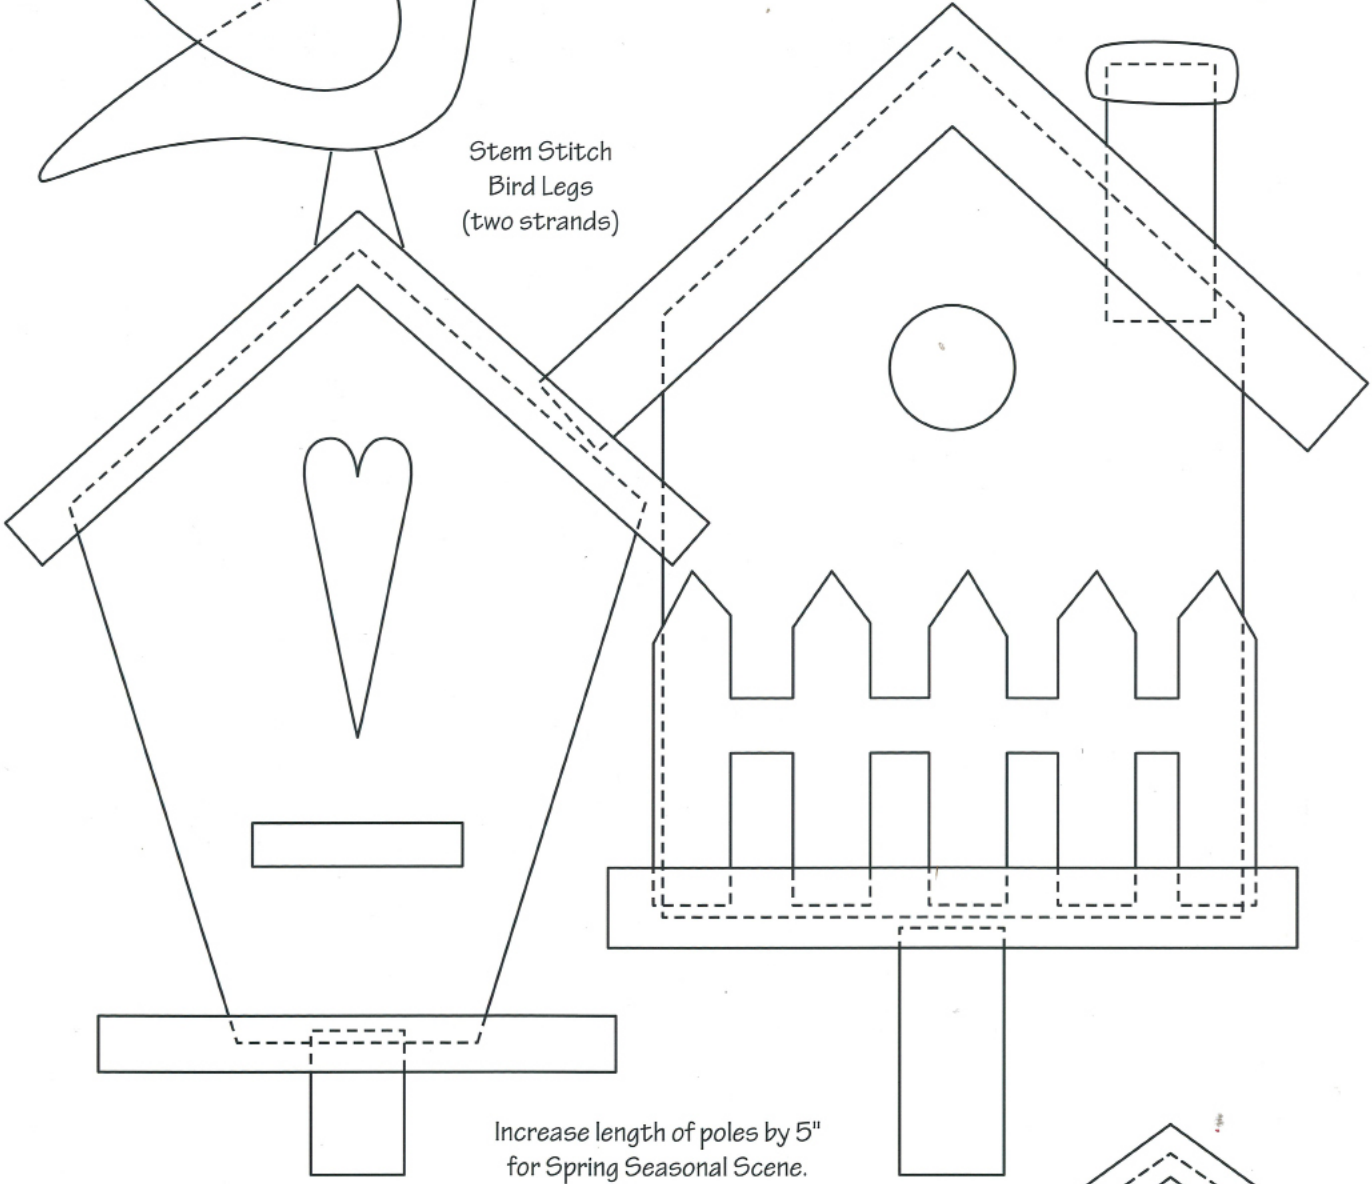 Stem Stitch
Bird Legs
(two strands)
Increase length of poles by 5"
for Spring Seasonal Scene.